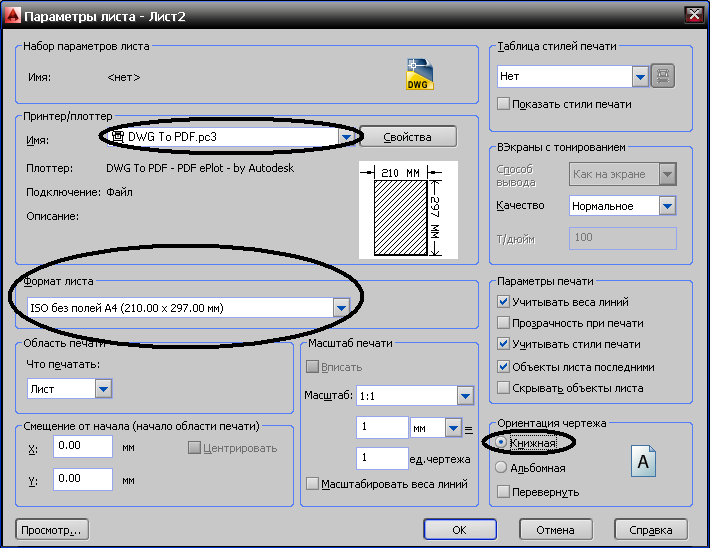 Параметры листа - Лист2
Набор параметров листа
Имя: <нет>
DWG
Принтер/плоттер
Имя: DWG To PDF.pc3 Свойства
Плоттер: DWG To PDF - PDF ePlot - by Autodesk
Подключение: Файл
Описание:
210 MM
297 MM
Формат листа
ISO без полей A4 (210.00 x 297.00 мм)
Область печати
Что печатать:
Лист
Смещение от начала (начало области печати)
X: 0.00 мм Центрировать
Y: 0.00 мм
Масштаб печати
Вписать
Масштаб: 1:1
1 мм =
1 ед.чертежа
Масштабировать веса линий
Таблица стилей печати
Нет
Показать стили печати
ВЭкраны с тонированием
Способ вывода Как на экране
Качество Нормальное
Т/дюйм 100
Параметры печати
Учитывать веса линий
Прозрачность при печати
Учитывать стили печати
Объекты листа последними
Скрывать объекты листа
Ориентация чертежа
Книжная
Альбомная
Перевернуть
A
Просмотр... ОК Отмена Справка